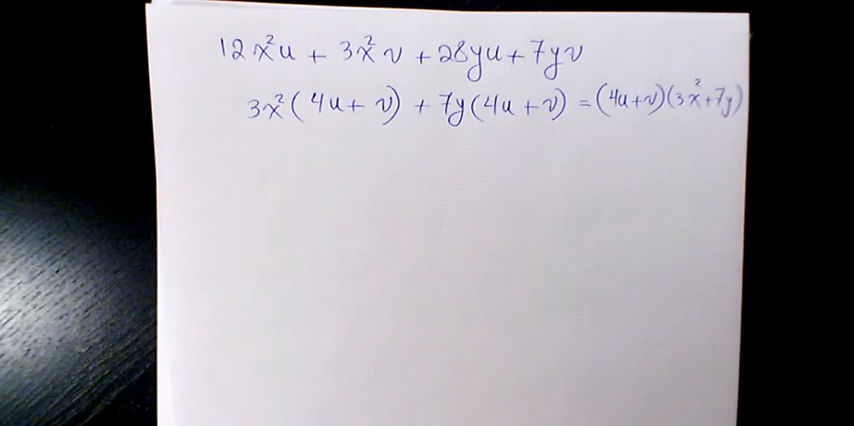 12x²u + 3x²v + 28yu + 7yv
3x²(4u + v) + 7y(4u + v) = (4u+v)(3x²+7y)